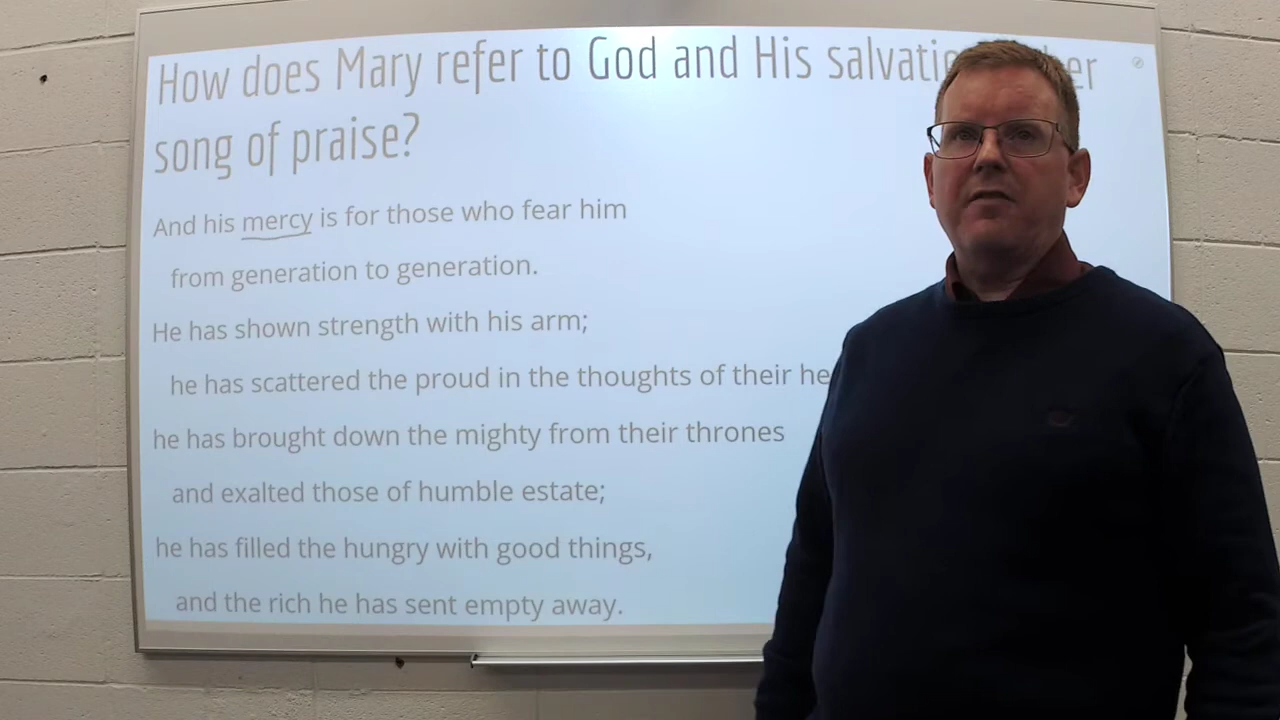 How does Mary refer to God and His
song of praise?
And his mercy is for those who fear him
from generation to generation.
He has shown strength with his arm;
he has scattered the proud in the thoughts of their
he has brought down the mighty from their thrones
and exalted those of humble estate;
he has filled the hungry with good things,
and the rich he has sent empty away.